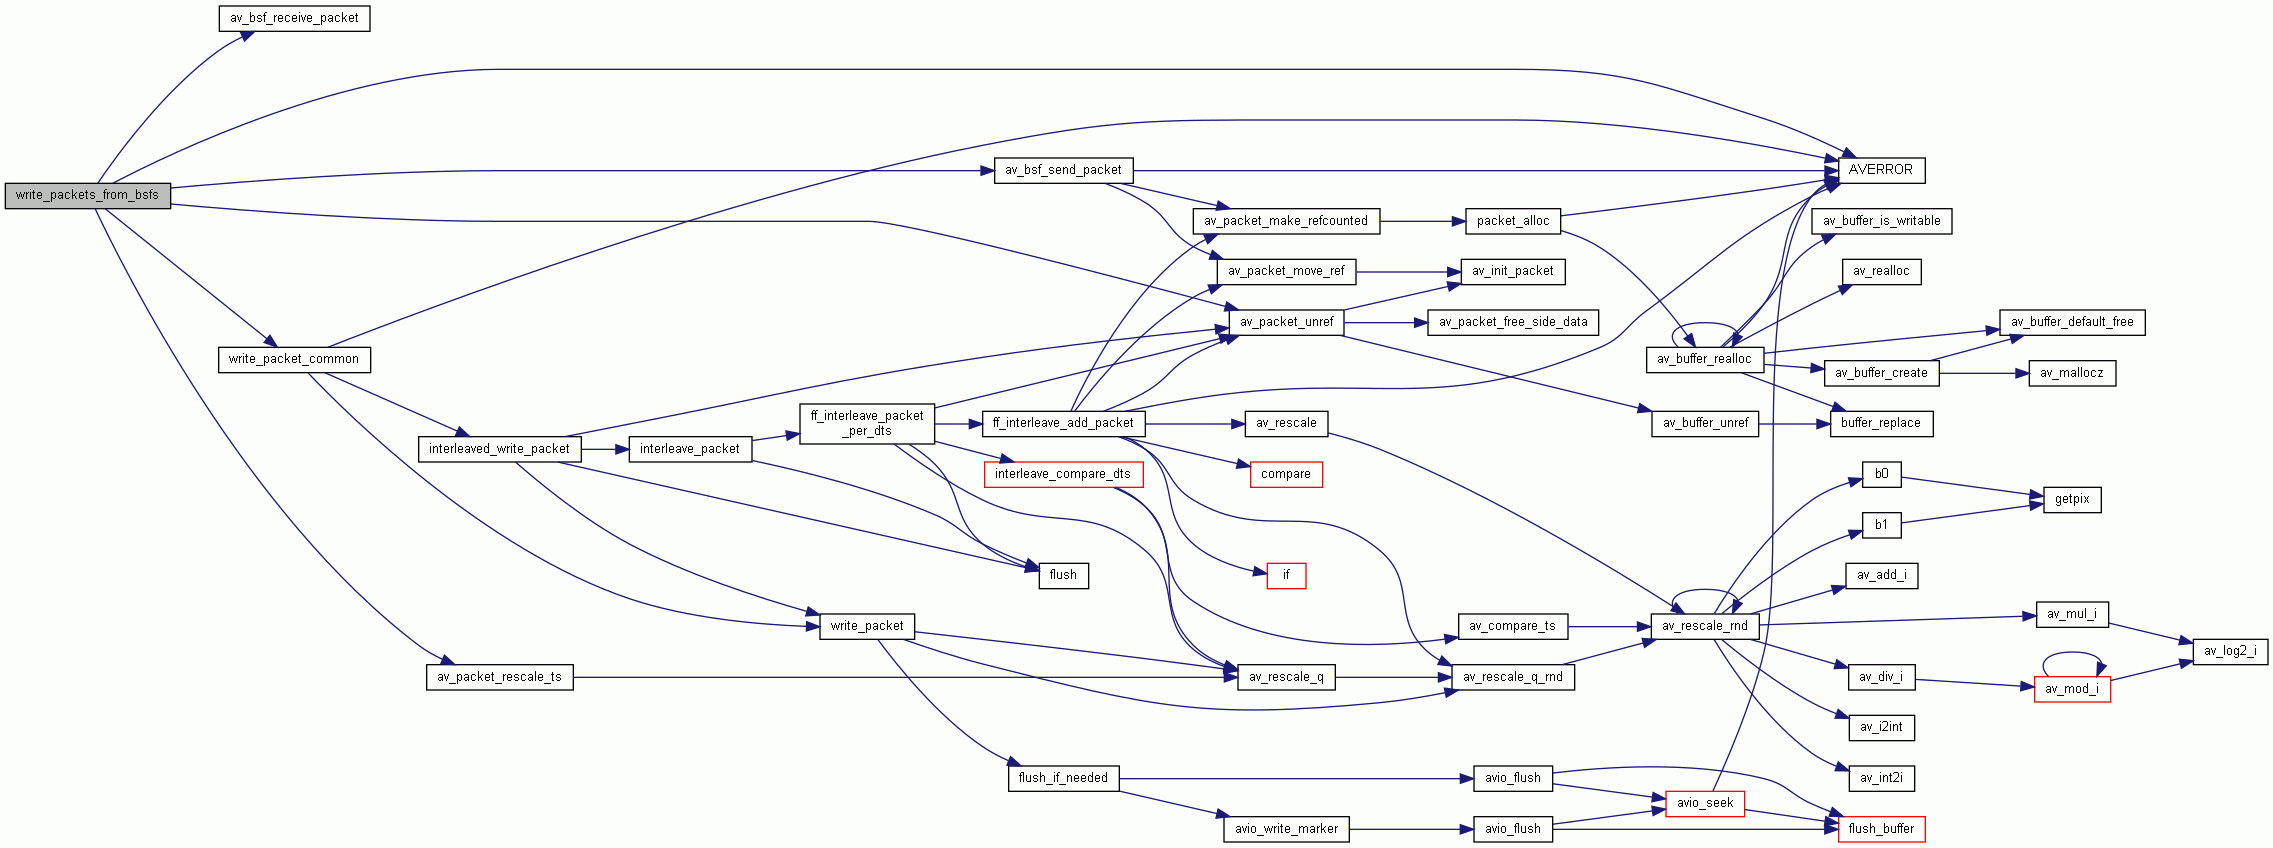 av_bsf_receive_packet
write_packets_from_bsfs
av_bsf_send_packet
AVERROR
av_packet_make_refcounted
packet_alloc
av_buffer_is_writable
av_packet_move_ref
av_init_packet
av_realloc
av_packet_unref
av_packet_free_side_data
av_buffer_default_free
write_packet_common
av_buffer_realloc
av_buffer_create
av_mallocz
ff_interleave_packet
_per_dts
ff_interleave_add_packet
av_rescale
av_buffer_unref
buffer_replace
interleaved_write_packet
interleave_packet
interleave_compare_dts
compare
b0
getpix
b1
flush
if
av_add_i
write_packet
av_compare_ts
av_rescale_rnd
av_mul_i
av_log2_i
av_packet_rescale_ts
av_rescale_q
av_rescale_q_rnd
av_div_i
av_mod_i
av_i2int
flush_if_needed
avio_flush
av_int2i
avio_seek
avio_write_marker
avio_flush
flush_buffer